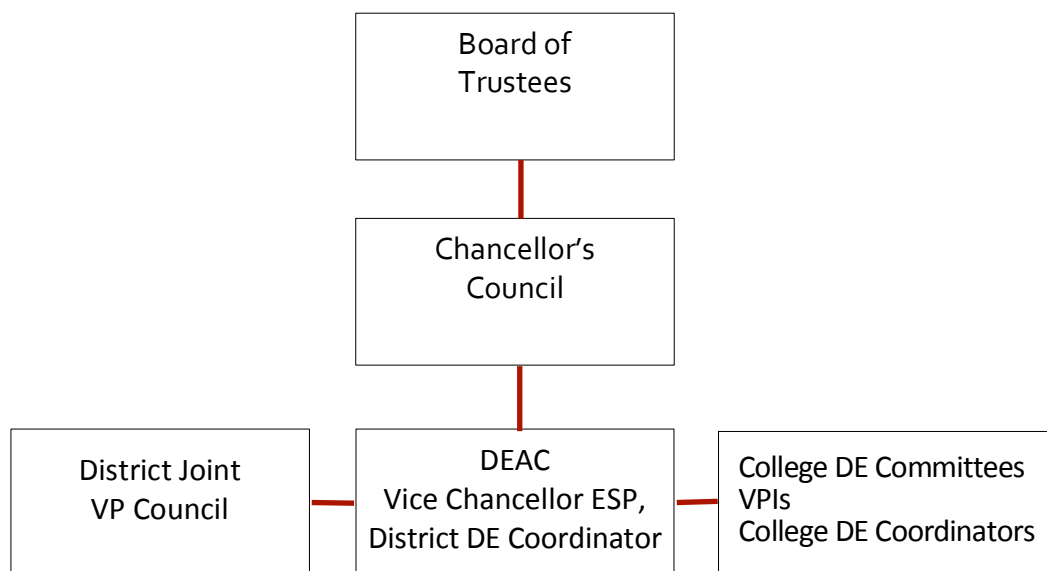 Board of
Trustees
Chancellor’s
Council
District Joint
VP Council
DEAC
Vice Chancellor ESP,
District DE Coordinator
College DE Committees
VPIs
College DE Coordinators